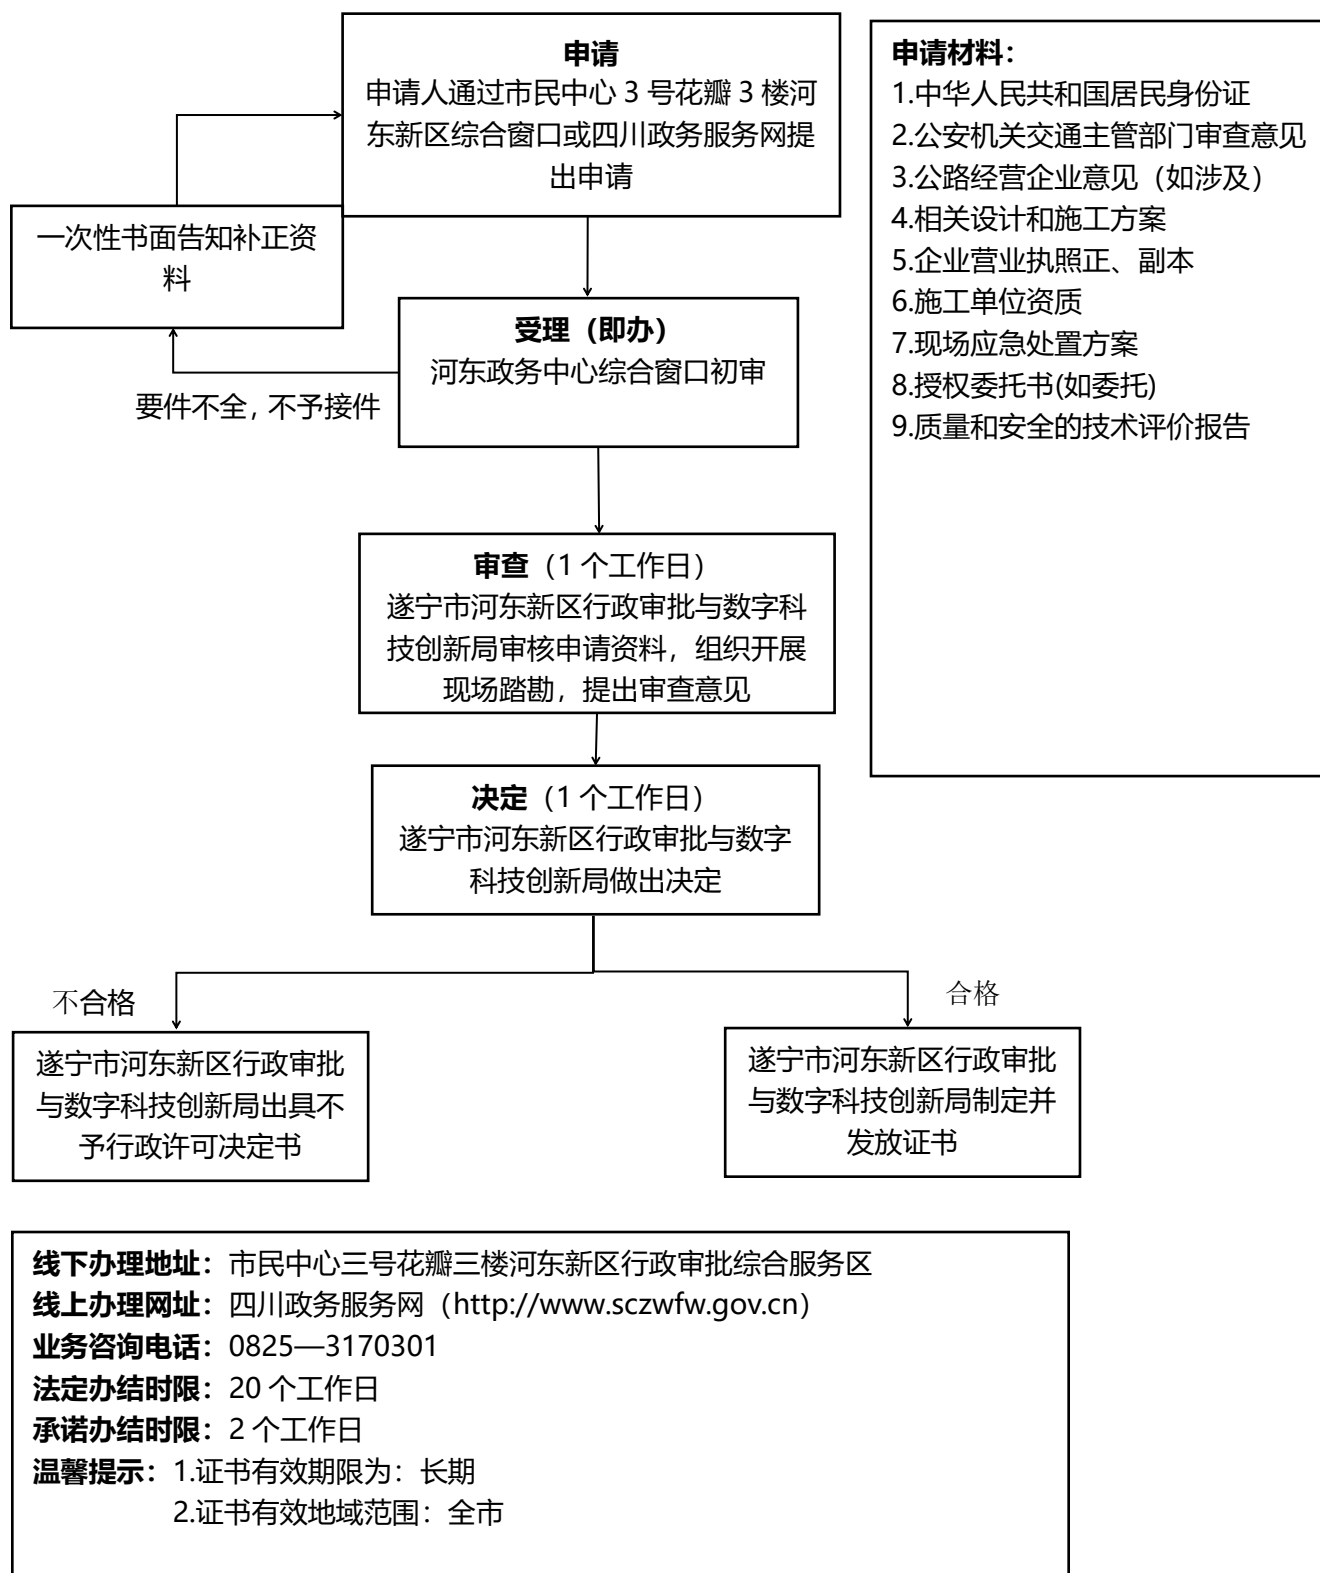 申请
申请人通过市民中心 3 号花瓣 3 楼河
东新区综合窗口或四川政务服务网提
出申请
申请材料：
1.中华人民共和国居民身份证
2.公安机关交通主管部门审查意见
3.公路经营企业意见（如涉及）
4.相关设计和施工方案
5.企业营业执照正、副本
6.施工单位资质
7.现场应急处置方案
8.授权委托书(如委托)
9.质量和安全的技术评价报告
一次性书面告知补正资
料
受理（即办）
河东政务中心综合窗口初审
要件不全，不予接件
审查（1 个工作日）
遂宁市河东新区行政审批与数字科
技创新局审核申请资料，组织开展
现场踏勘，提出审查意见
决定（1 个工作日）
遂宁市河东新区行政审批与数字
科技创新局做出决定
不合格
合格
遂宁市河东新区行政审批
与数字科技创新局出具不
予行政许可决定书
遂宁市河东新区行政审批
与数字科技创新局制定并
发放证书
线下办理地址：市民中心三号花瓣三楼河东新区行政审批综合服务区
线上办理网址：四川政务服务网（http://www.sczwfw.gov.cn）
业务咨询电话：0825—3170301
法定办结时限：20 个工作日
承诺办结时限：2 个工作日
温馨提示：1.证书有效期限为：长期
2.证书有效地域范围：全市